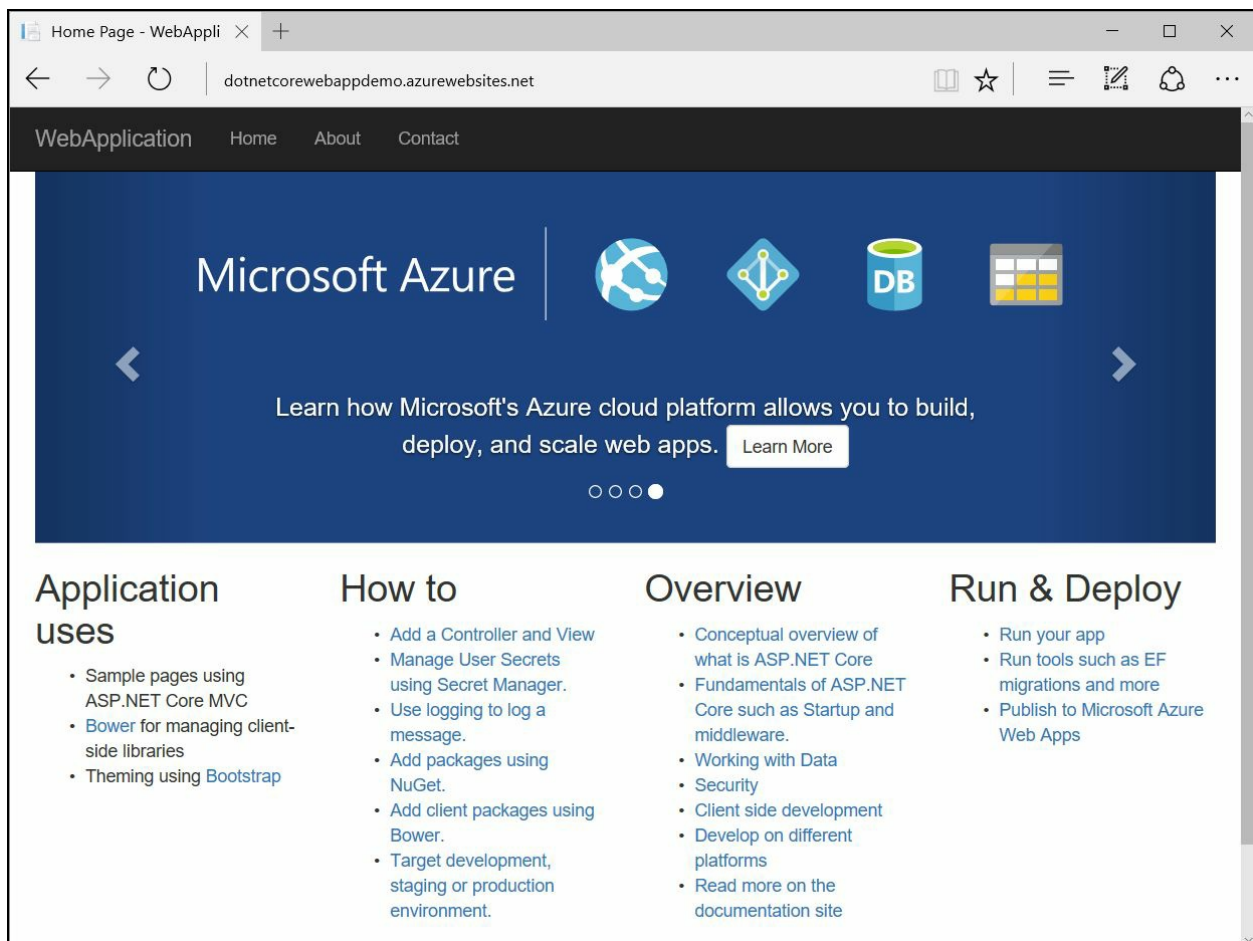 Home Page - WebAppli
dotnetcorewebappdemo.azurewebsites.net
WebApplication Home About Contact
Microsoft Azure
DB
Learn how Microsoft's Azure cloud platform allows you to build,
deploy, and scale web apps. Learn More
Application
uses
• Sample pages using
ASP.NET Core MVC
• Bower for managing client-
side libraries
• Theming using Bootstrap
How to
• Add a Controller and View
• Manage User Secrets
using Secret Manager.
• Use logging to log a
message.
• Add packages using
NuGet.
• Add client packages using
Bower.
• Target development,
staging or production
environment.
Overview
• Conceptual overview of
what is ASP.NET Core
• Fundamentals of ASP.NET
Core such as Startup and
middleware.
• Working with Data
• Security
• Client side development
• Develop on different
platforms
• Read more on the
documentation site
Run & Deploy
• Run your app
• Run tools such as EF
migrations and more
• Publish to Microsoft Azure
Web Apps